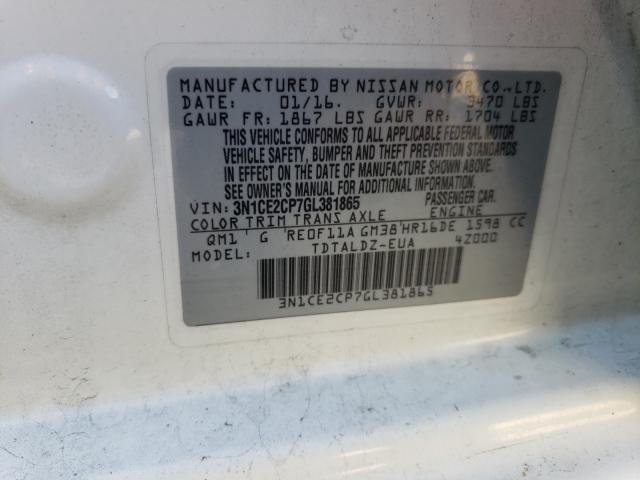 MANUFACTURED BY NISSAN MOTOR CO., LTD.
DATE: 01/16. GVWR: 3470 LBS
GAWR FR: 1867 LBS GAWR RR: 1704 LBS
THIS VEHICLE CONFORMS TO ALL APPLICABLE FEDERAL MOTOR
VEHICLE SAFETY, BUMPER AND THEFT PREVENTION STANDARDS
IN EFFECT ON THE DATE OF MANUFACTURE SHOWN ABOVE.
SEE OWNER'S MANUAL FOR ADDITIONAL INFORMATION.
VIN: 3N1CE2CP7GL381865 PASSENGER CAR.
COLOR TRIM TRANS AXLE ENGINE
QM1 G RE0F11A GM38 HR16DE 1598 CC
MODEL: TDTALDZ-EUA 4Z000
3N1CE2CP7GL381865